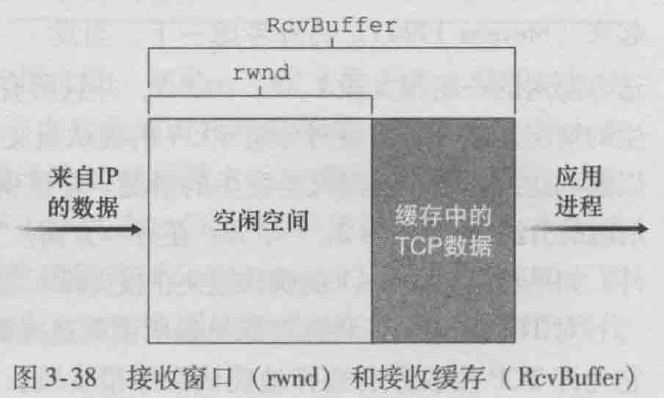 RcvBuffer
rwnd
来自IP
的数据
空闲空间
缓存中的
TCP数据
应用
进程
图 3-38 接收窗口（rwnd）和接收缓存（RcvBuffer）